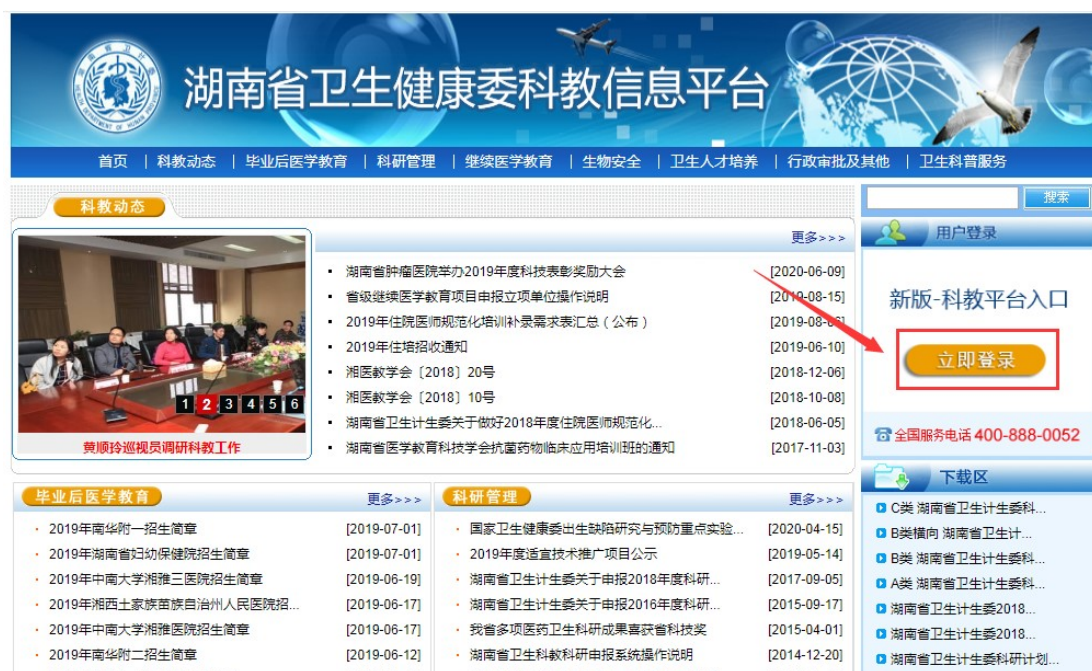 湖南省卫生健康委科教信息平台
首页 | 科教动态 | 毕业后医学教育 | 科研管理 | 继续医学教育 | 生物安全 | 卫生人才培养 | 行政审批及其他 | 卫生科普服务
科教动态
更多>>>
湖南省肿瘤医院举办2019年度科技表彰奖励大会 [2020-06-09]
省级继续医学教育项目申报立项单位操作说明 [2019-08-15]
2019年住院医师规范化培训补录需求表汇总（公布） [2019-08-06]
2019年住培招收通知 [2019-06-10]
湘医教学会〔2018〕20号 [2018-12-06]
湘医教学会〔2018〕10号 [2018-10-08]
湖南省卫生计生委关于做好2018年度住院医师规范化... [2018-06-05]
湖南省医学教育科技学会抗菌药物临床应用培训班的通知 [2017-11-03]
1 2 3 4 5 6
黄顺玲巡视员调研科教工作
搜索
用户登录
新版-科教平台入口
立即登录
全国服务电话 400-888-0052
毕业后医学教育 更多>>>
2019年南华附一招生简章 [2019-07-01]
2019年湖南省妇幼保健院招生简章 [2019-07-01]
2019年中南大学湘雅三医院招生简章 [2019-06-19]
2019年湘西土家族苗族自治州人民医院招... [2019-06-17]
2019年中南大学湘雅医院招生简章 [2019-06-17]
2019年南华附二招生简章 [2019-06-12]
科研管理 更多>>>
国家卫生健康委出生缺陷研究与预防重点实验... [2020-04-15]
2019年度适宜技术推广项目公示 [2019-05-14]
湖南省卫生计生委关于申报2018年度科研... [2017-09-05]
湖南省卫生计生委关于申报2016年度科研... [2015-09-17]
我省多项医药卫生科研成果喜获省科技奖 [2015-04-01]
湖南省卫生科教科研申报系统操作说明 [2014-12-20]
下载区
C类 湖南省卫生计生委科...
B类横向 湖南省卫生计...
B类 湖南省卫生计生委科...
A类 湖南省卫生计生委科...
湖南省卫生计生委2018...
湖南省卫生计生委2018...
湖南省卫生计生委科研计划...